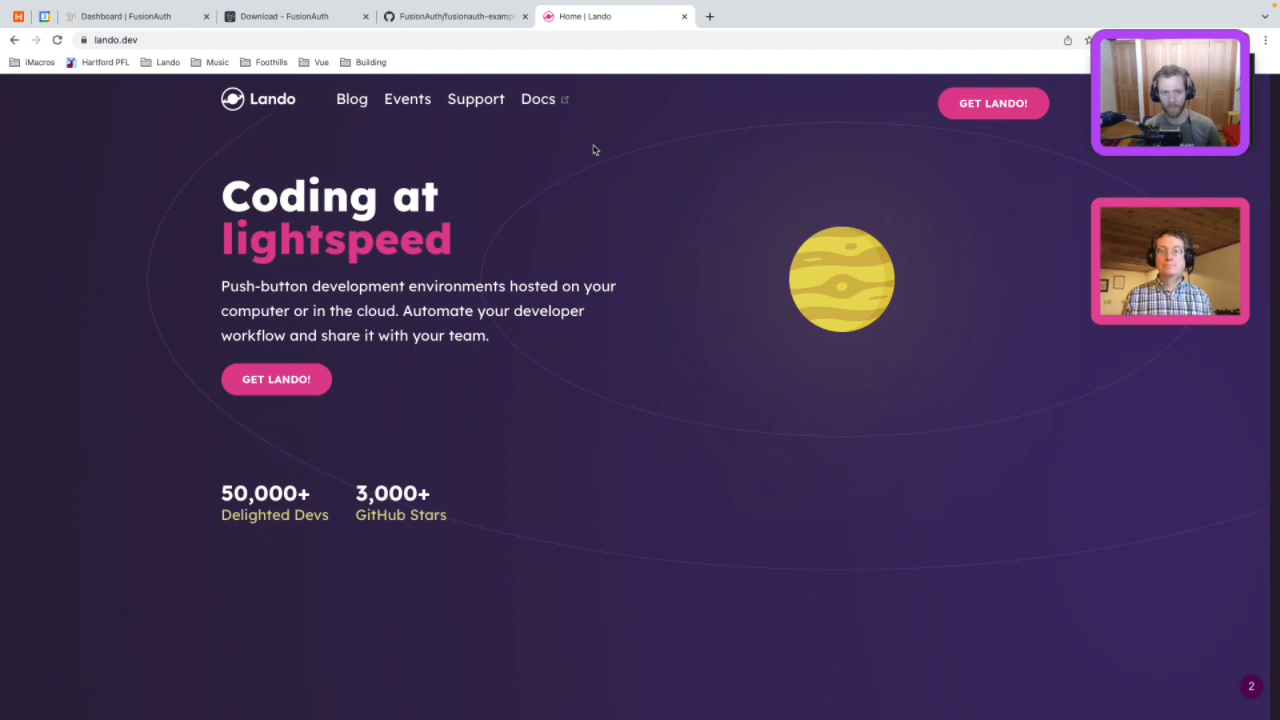 Dashboard | FusionAuth
Download - FusionAuth
FusionAuth/fusionauth-exampl
Home | Lando
lando.dev
iMacros
Hartford PFL
Lando
Music
Foothills
Vue
Building
Lando
Blog
Events
Support
Docs
GET LANDO!
Coding at
lightspeed
Push-button development environments hosted on your
computer or in the cloud. Automate your developer
workflow and share it with your team.
GET LANDO!
50,000+
3,000+
Delighted Devs
GitHub Stars
2